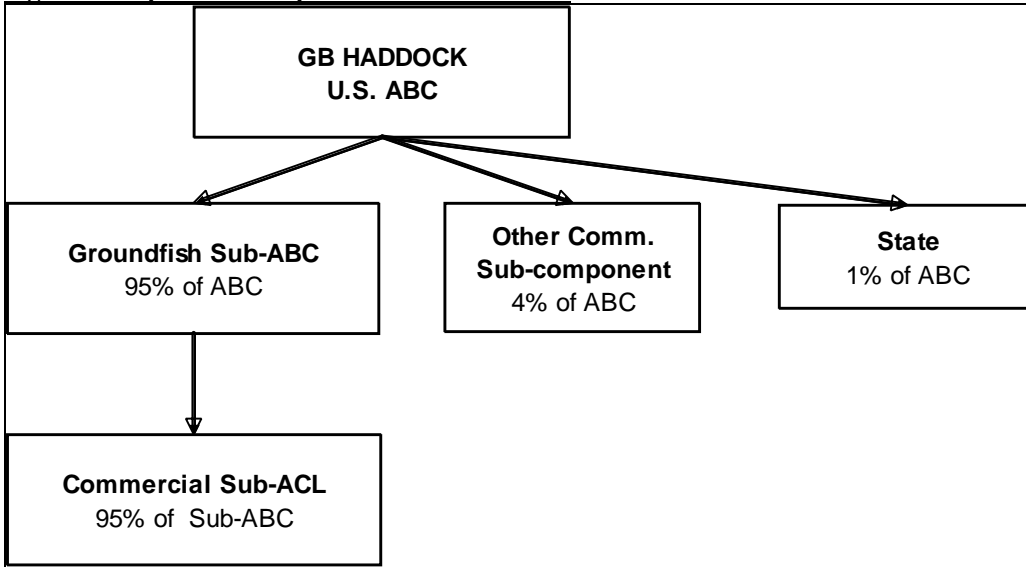 GB HADDOCK
U.S. ABC
Groundfish Sub-ABC
95% of ABC
Other Comm.
Sub-component
4% of ABC
State
1% of ABC
Commercial Sub-ACL
95% of Sub-ABC